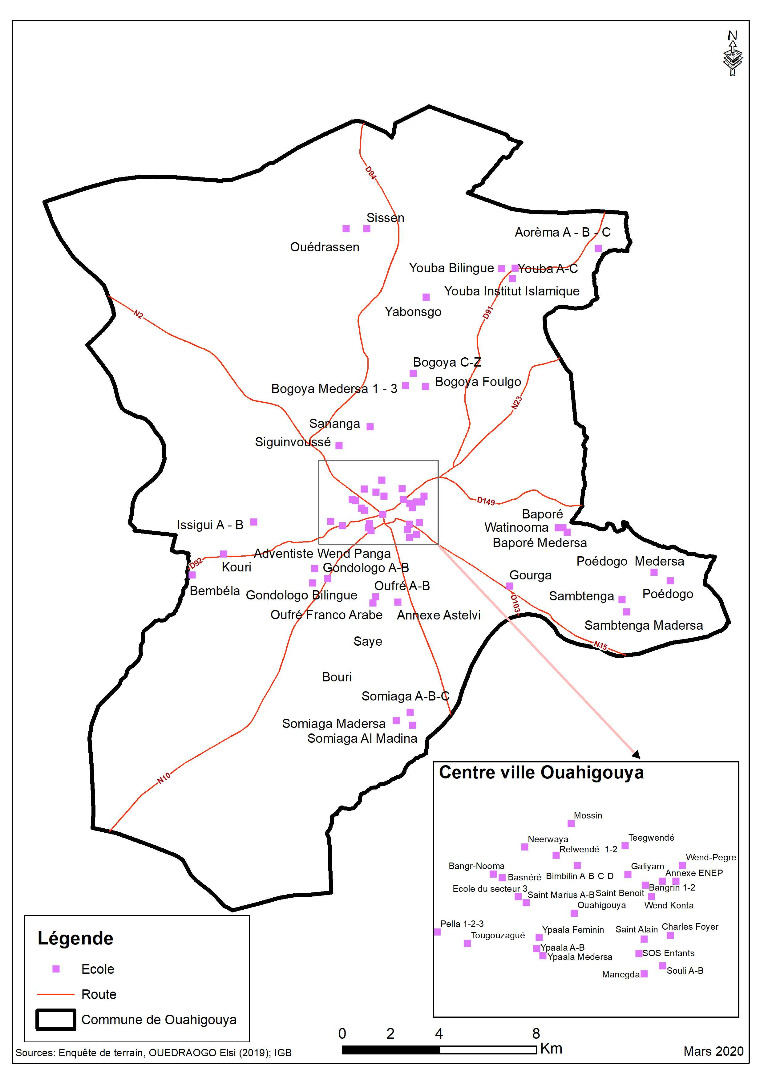 N
D94
Sissen
Ouédrassen
Aorèma A - B - C
Youba Bilingue
Youba A-C
Youba Institut Islamique
Yabonsgo
N2
D91
Bogoya C-Z
Bogoya Medersa 1 - 3
Bogoya Foulgo
N23
Sananga
Siguinvoussé
D149
Baporé
Issigui A - B
Watinooma
Baporé Medersa
Adventiste Wend Panga
Kouri
D92
Gondologo A-B
Poédogo Medersa
Bembéla
Gourga
Oufré A-B
Poédogo
Gondologo Bilingue
Sambtenga
D103
Oufré Franco Arabe
Annexe Astelvi
Sambtenga Madersa
Saye
N15
Bouri
Somiaga A-B-C
Somiaga Madersa
Somiaga Al Madina
N10
Centre ville Ouahigouya
Mossin
Neerwaya
Teegwendé
Relwendé 1-2
Bangr-Nooma
Wend-Pegre
Basnéré
Bimbilin A B C D
Galiyam
Annexe ENEP
Ecole du secteur 3
Saint Marius A-B
Saint Benoit
Bangrin 1-2
Ouahigouya
Wend Konta
Pella 1-2-3
Ypaala Feminin
Saint Alain
Charles Foyer
Tougouzagué
Ypaala A-B
Ypaala Medersa
SOS Enfants
Manegda
Souli A-B
Légende
Ecole
Route
Commune de Ouahigouya
0 2 4 8
Km
Sources: Enquête de terrain, OUEDRAOGO Elsi (2019); IGB
Mars 2020